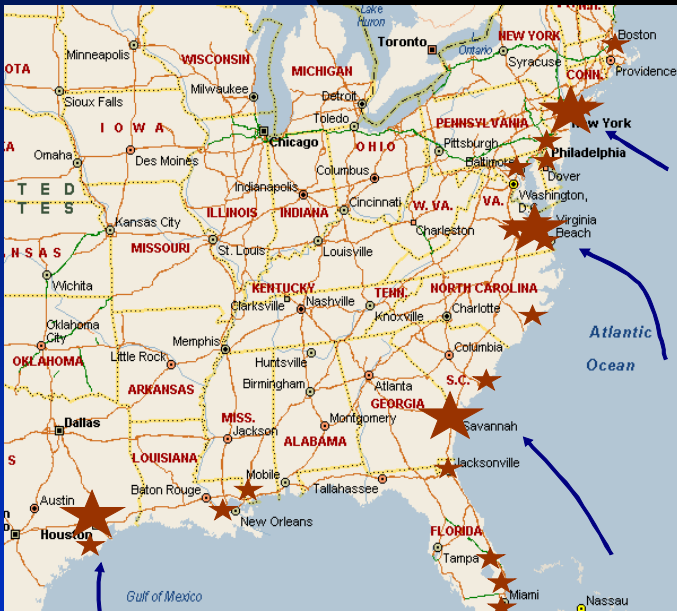 Lake
Huron
Toronto
L.
Ontario
NEW YORK
Boston
Minneapolis
WISCONSIN
Syracuse
Providence
OTA
MICHIGAN
CONN.
Milwaukee
Detroit
Sioux Falls
Toledo
PENNSYLVANIA
New York
I O W A
Chicago
OHIO
Pittsburgh
Philadelphia
Omaha
Des Moines
Columbus
Baltimore
Dover
T E D
T E S
Indianapolis
Washington,
D.C.
ILLINOIS
INDIANA
Cincinnati
W. VA.
VA.
Kansas City
Charleston
Virginia
Beach
N S A S
MISSOURI
St. Louis
Louisville
Wichita
KENTUCKY
Clarksville
Nashville
TENN.
NORTH CAROLINA
Knoxville
Charlotte
Oklahoma
City
Memphis
Atlantic
Ocean
OKLAHOMA
Little Rock
Huntsville
Columbia
ARKANSAS
Birmingham
Atlanta
S.C.
MISS.
GEORGIA
Dallas
Jackson
Montgomery
Savannah
S
LOUISIANA
ALABAMA
Mobile
Jacksonville
Austin
Baton Rouge
Tallahassee
New Orleans
Houston
FLORIDA
Tampa
Gulf of Mexico
Miami
Nassau